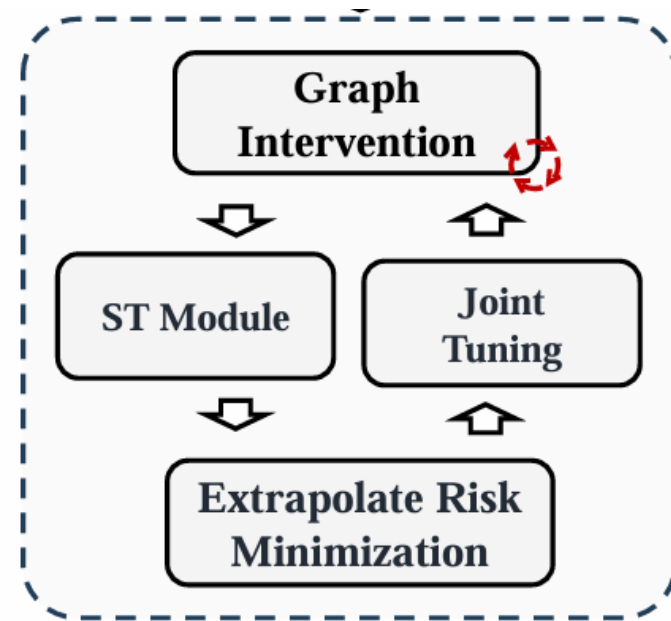 Graph
Intervention
ST Module
Joint
Tuning
Extrapolate Risk
Minimization